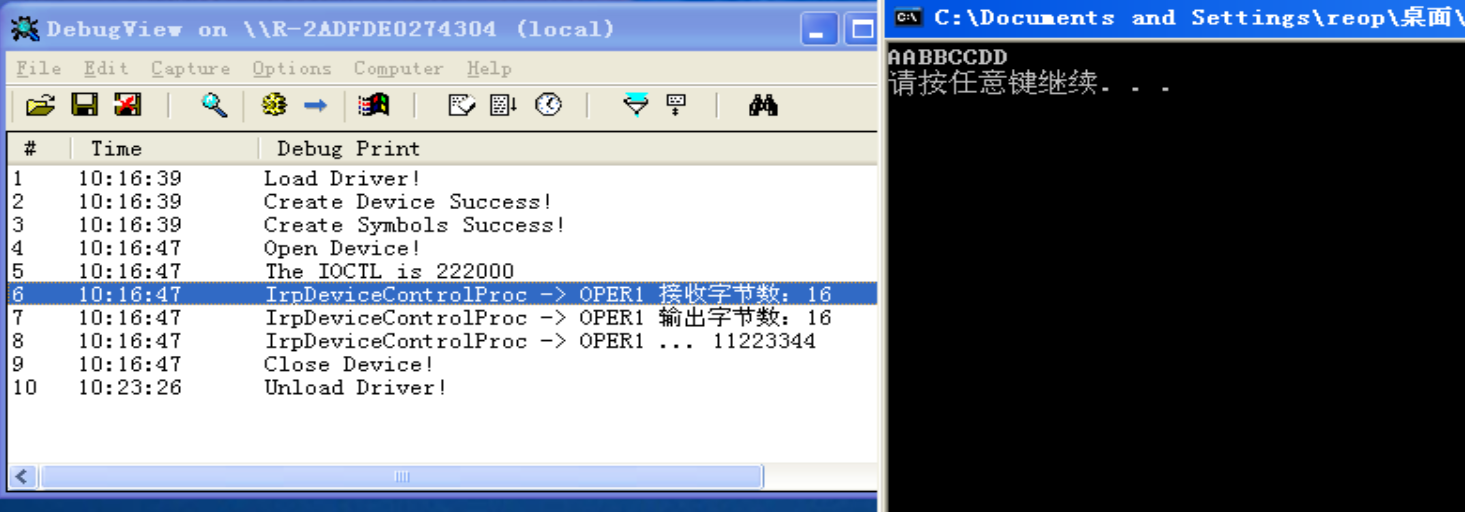 DebugView on \\R-2ADFDE0274304 (local)
File Edit Capture Options Computer Help
# Time Debug Print
1 10:16:39 Load Driver!
2 10:16:39 Create Device Success!
3 10:16:39 Create Symbols Success!
4 10:16:47 Open Device!
5 10:16:47 The IOCTL is 222000
6 10:16:47 IrpDeviceControlProc -> OPER1 接收字节数: 16
7 10:16:47 IrpDeviceControlProc -> OPER1 输出字节数: 16
8 10:16:47 IrpDeviceControlProc -> OPER1 ... 11223344
9 10:16:47 Close Device!
10 10:23:26 Unload Driver!
C:\Documents and Settings\reop\桌面\
AABBCCDD
请按任意键继续. . .